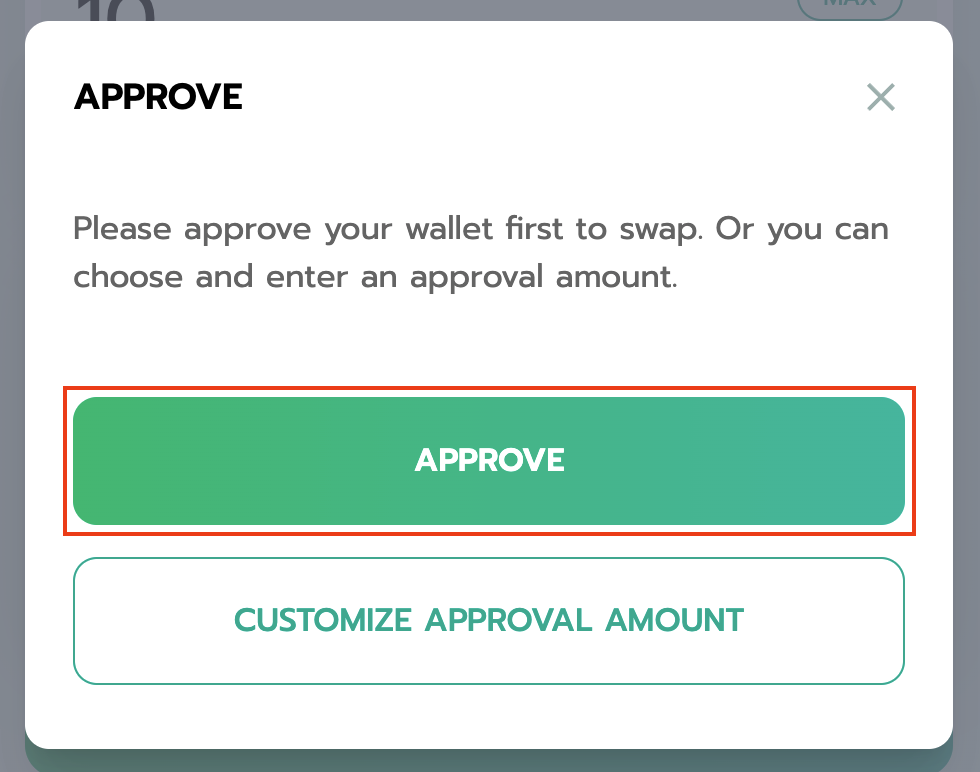 10
MAX
APPROVE
Please approve your wallet first to swap. Or you can
choose and enter an approval amount.
APPROVE
CUSTOMIZE APPROVAL AMOUNT